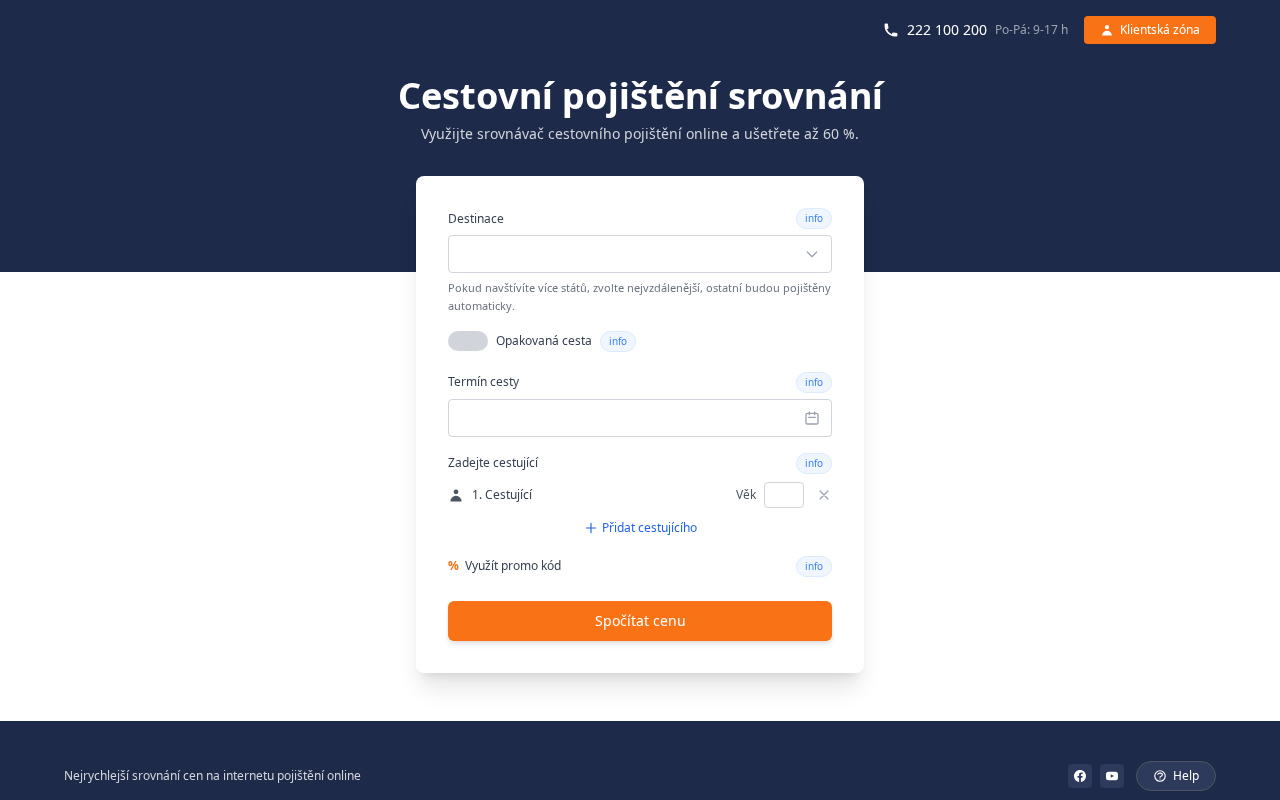 222 100 200 Po-Pá: 9-17 h Klientská zóna
Cestovní pojištění srovnání
Využijte srovnávač cestovního pojištění online a ušetřete až 60 %.
Destinace info
Pokud navštívíte více států, zvolte nejvzdálenější, ostatní budou pojištěny
automaticky.
Opakovaná cesta info
Termín cesty info
Zadejte cestující info
1. Cestující Věk
Přidat cestujícího
% Využít promo kód info
Spočítat cenu
Nejrychlejší srovnání cen na internetu pojištění online Help